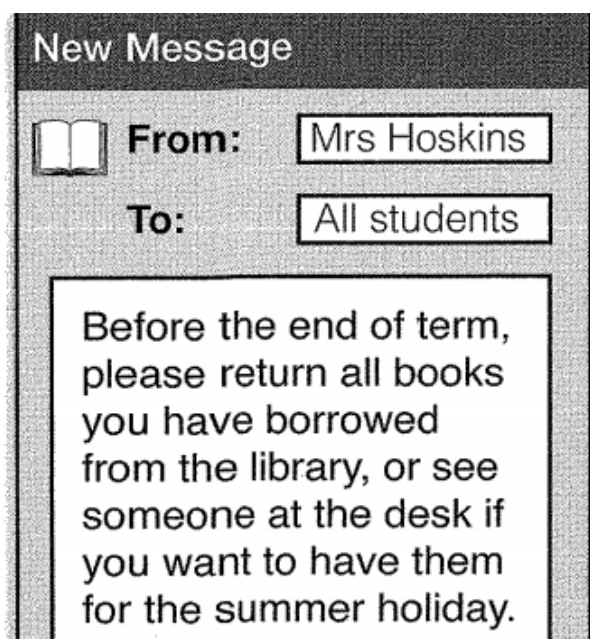 New Message
From: Mrs Hoskins
To: All students
Before the end of term,
please return all books
you have borrowed
from the library, or see
someone at the desk if
you want to have them
for the summer holiday.